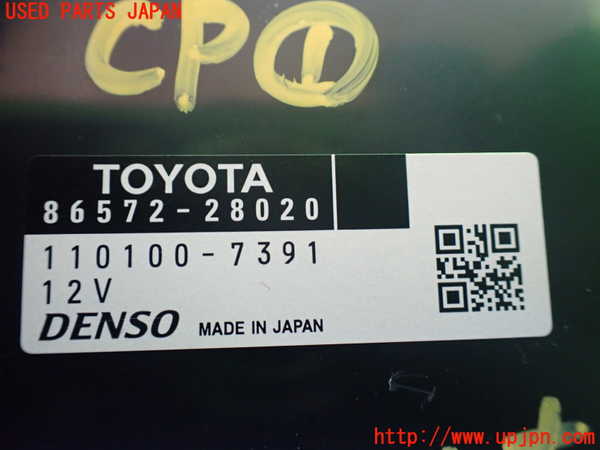 USED PARTS JAPAN
CP①
TOYOTA
86572-28020
110100-7391
12V
DENSO MADE IN JAPAN
http://www.upjpn.com/